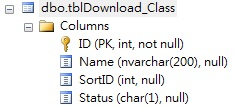 dbo.tblDownload_Class
Columns
ID (PK, int, not null)
Name (nvarchar(200), null)
SortID (int, null)
Status (char(1), null)